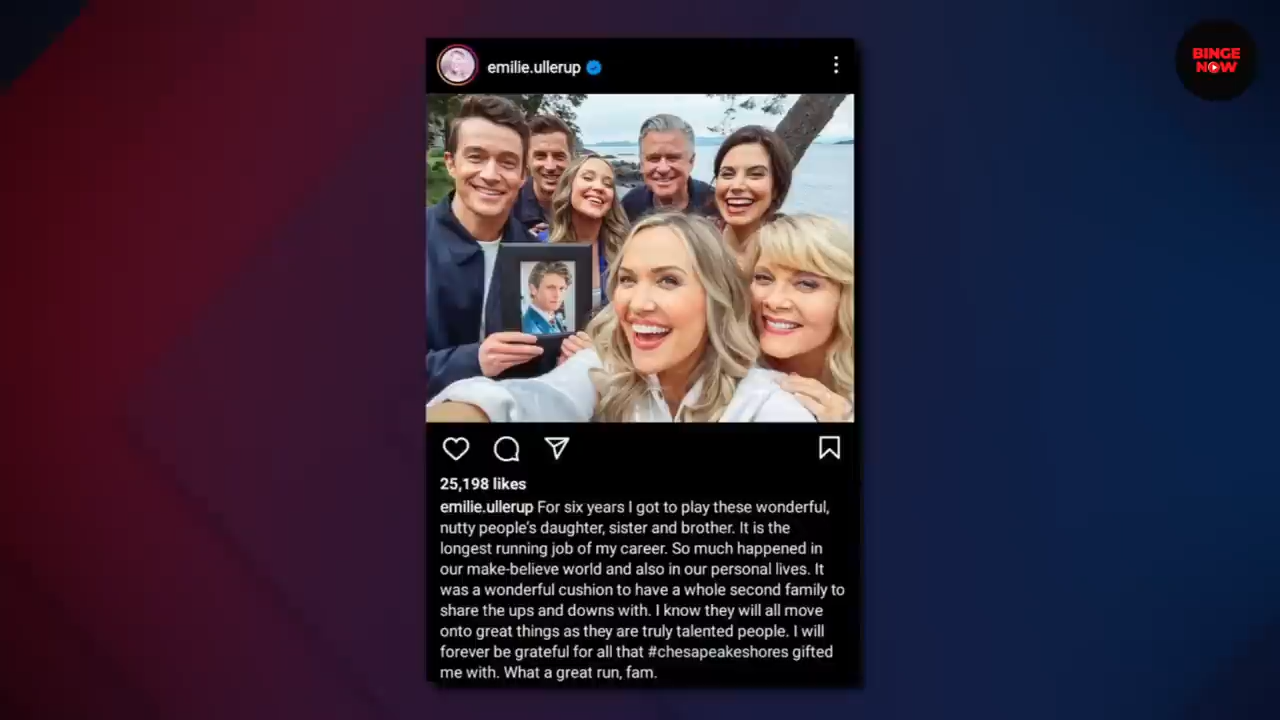 BINGE
NOW
emilie.ullerup
25,198 likes
emilie.ullerup For six years I got to play these wonderful,
nutty people's daughter, sister and brother. It is the
longest running job of my career. So much happened in
our make-believe world and also in our personal lives. It
was a wonderful cushion to have a whole second family to
share the ups and downs with. I know they will all move
onto great things as they are truly talented people. I will
forever be grateful for all that #chesapeakeshores gifted
me with. What a great run, fam.